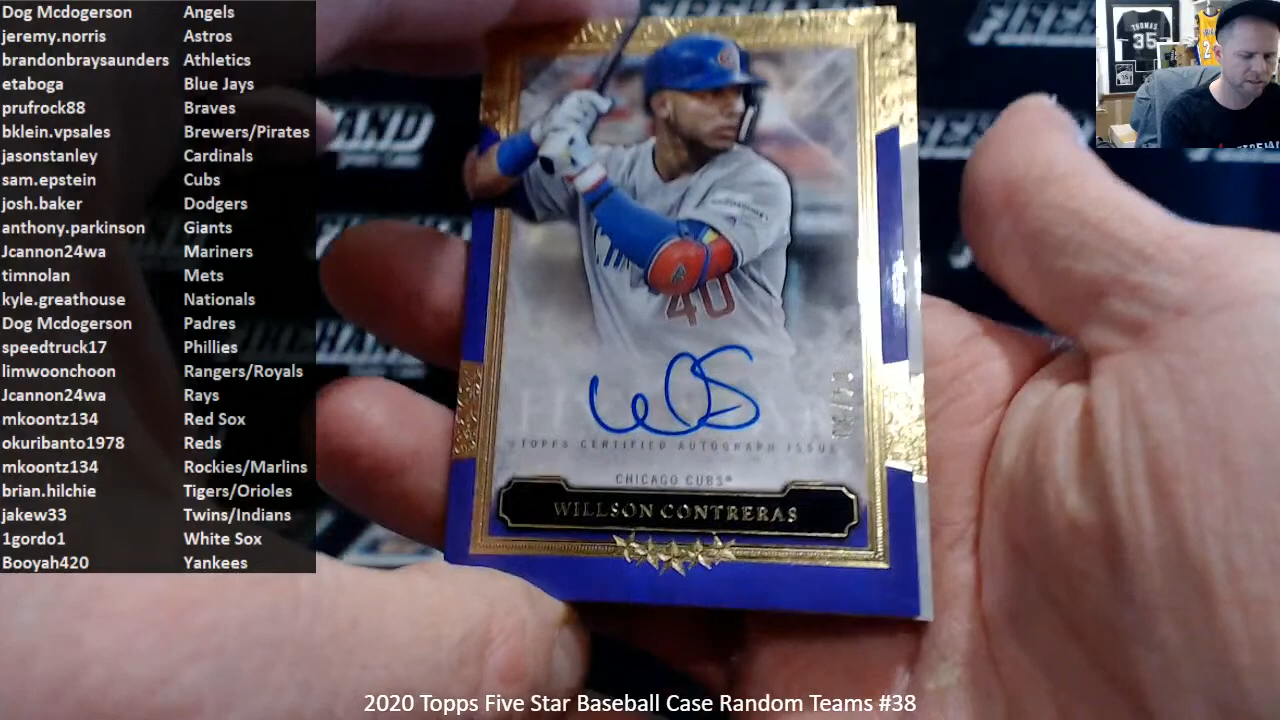 Dog Mcdogerson Angels
jeremy.norris Astros
brandonbraysaunders Athletics
etaboga Blue Jays
prufrock88 Braves
bklein.vpsales Brewers/Pirates
jasonstanley Cardinals
sam.epstein Cubs
josh.baker Dodgers
anthony.parkinson Giants
Jcannon24wa Mariners
timnolan Mets
kyle.greathouse Nationals
Dog Mcdogerson Padres
speedtruck17 Phillies
limwoonchoon Rangers/Royals
Jcannon24wa Rays
mkoontz134 Red Sox
okuribanto1978 Reds
mkoontz134 Rockies/Marlins
brian.hilchie Tigers/Orioles
jakew33 Twins/Indians
1gordo1 White Sox
Booyah420 Yankees
THOMAS
35
40
TOPPS CERTIFIED AUTOGRAPH ISSUE
CHICAGO CUBS®
WILLSON CONTRERAS
2020 Topps Five Star Baseball Case Random Teams #38